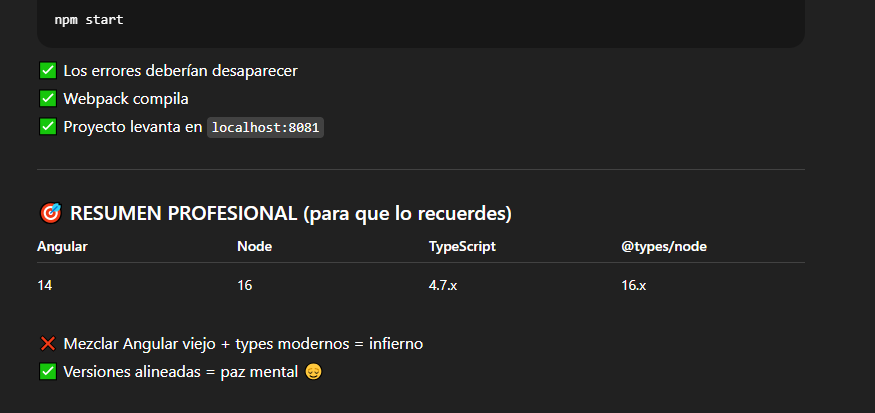 npm start
✅ Los errores deberían desaparecer
✅ Webpack compila
✅ Proyecto levanta en localhost:8081
🎯 RESUMEN PROFESIONAL (para que lo recuerdes)
Angular Node TypeScript @types/node
14 16 4.7.x 16.x
❌ Mezclar Angular viejo + types modernos = infierno
✅ Versiones alineadas = paz mental 😌